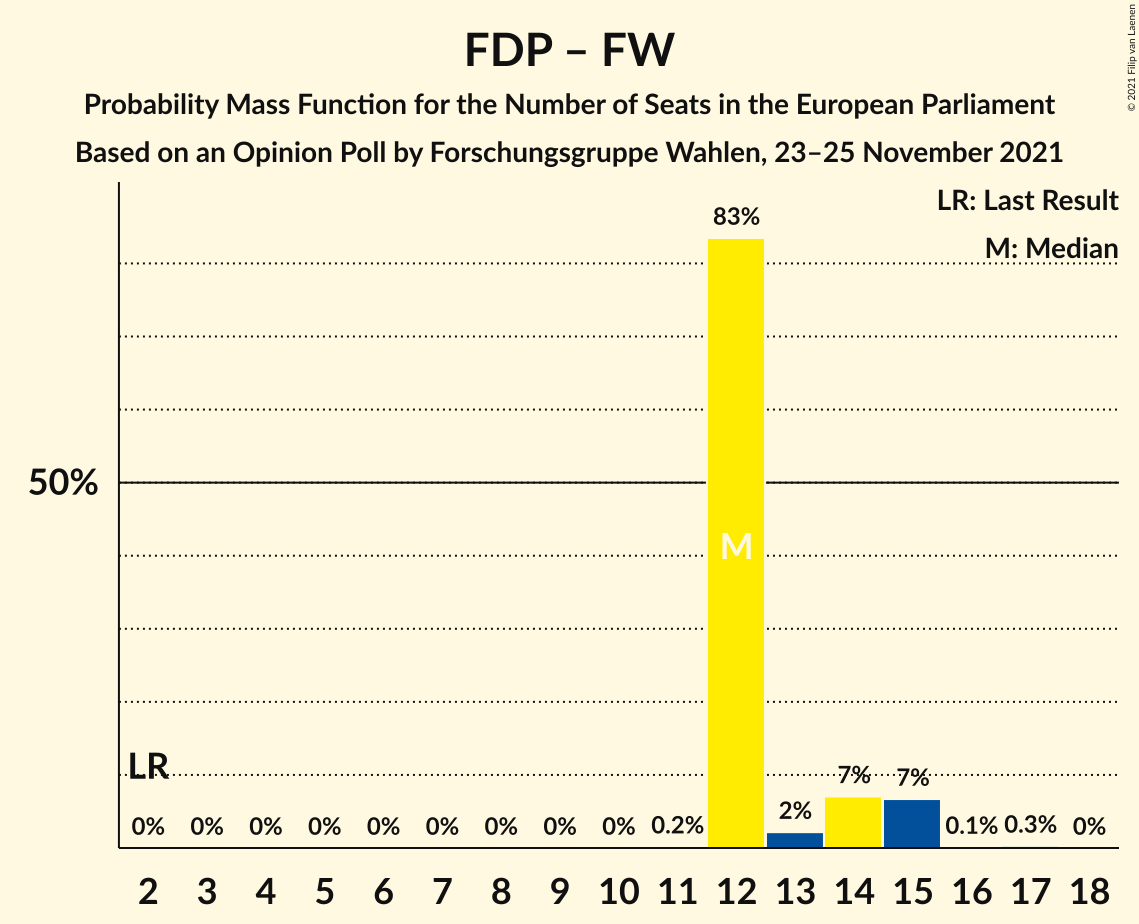 FDP – FW
Probability Mass Function for the Number of Seats in the European Parliament
Based on an Opinion Poll by Forschungsgruppe Wahlen, 23–25 November 2021
© 2021 Filip van Laenen
LR: Last Result
M: Median
83%
50%
M
LR
0% 0% 0% 0% 0% 0% 0% 0% 0% 0.2% 2% 7% 7% 0.1% 0.3% 0%
2 3 4 5 6 7 8 9 10 11 12 13 14 15 16 17 18